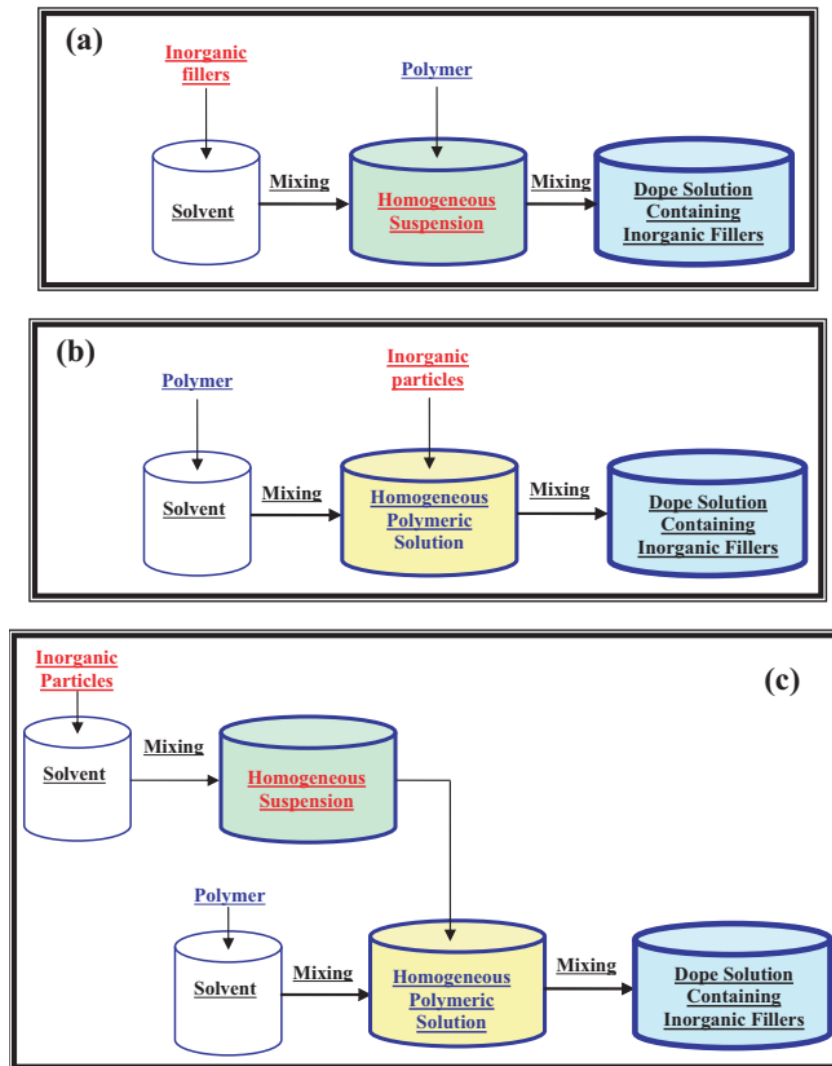 (a)
Inorganic
fillers
Polymer
Solvent
Mixing
Homogeneous
Suspension
Mixing
Dope Solution
Containing
Inorganic Fillers
(b)
Polymer
Inorganic
particles
Solvent
Mixing
Homogeneous
Polymeric
Solution
Mixing
Dope Solution
Containing
Inorganic Fillers
(c)
Inorganic
Particles
Solvent
Mixing
Homogeneous
Suspension
Polymer
Solvent
Mixing
Homogeneous
Polymeric
Solution
Mixing
Dope Solution
Containing
Inorganic Fillers